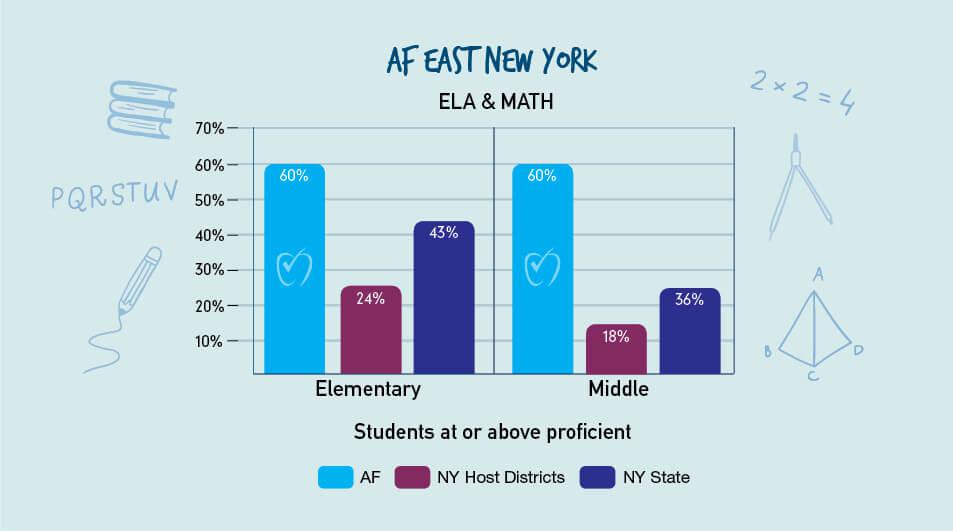 AF EAST NEW YORK
ELA & MATH
2 × 2 = 4
PQRSTUV
70%
60%
50%
40%
30%
20%
10%
60%
24%
43%
60%
18%
36%
A
B
D
C
Elementary
Middle
Students at or above proficient
AF
NY Host Districts
NY State